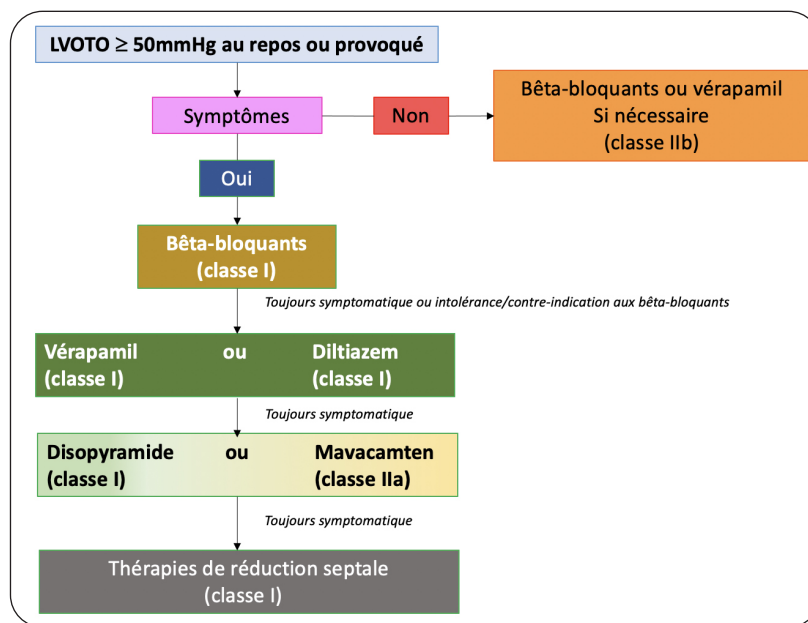 LVOTO ≥ 50mmHg au repos ou provoqué
Symptômes
Non
Bêta-bloquants ou vérapamil
Si nécessaire
(classe IIb)
Oui
Bêta-bloquants
(classe I)
Toujours symptomatique ou intolérance/contre-indication aux bêta-bloquants
Vérapamil ou Diltiazem
(classe I) (classe I)
Toujours symptomatique
Disopyramide ou Mavacamten
(classe I) (classe IIa)
Toujours symptomatique
Thérapies de réduction septale
(classe I)